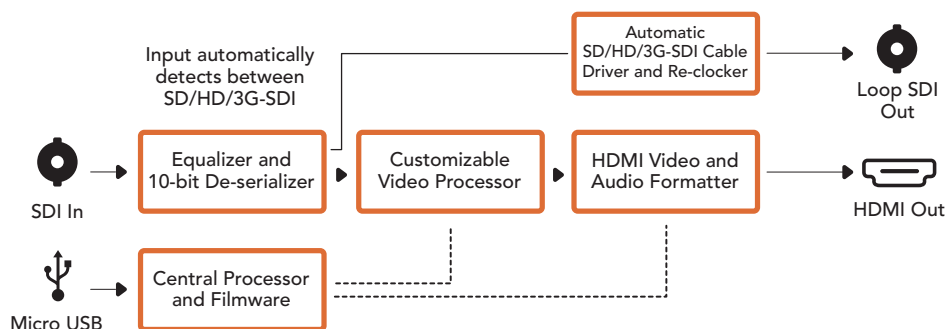 Input automatically
detects between
SD/HD/3G-SDI
Automatic
SD/HD/3G-SDI Cable
Driver and Re-clocker
Loop SDI
Out
SDI In
Equalizer and
10-bit De-serializer
Customizable
Video Processor
HDMI Video and
Audio Formatter
HDMI Out
Micro USB
Central Processor
and Filmware